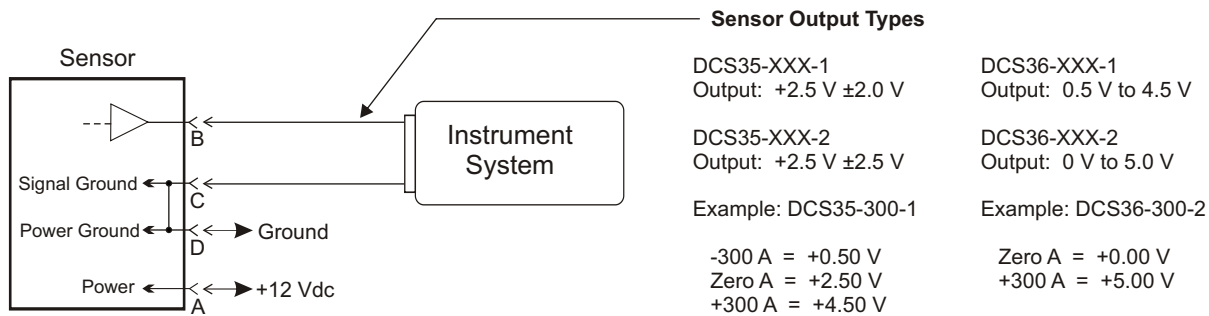 Sensor Output Types
Sensor
B
Signal Ground
C
Power Ground
D
Ground
Power
A
+12 Vdc
Instrument
System
DCS35-XXX-1
Output: +2.5 V ±2.0 V
DCS35-XXX-2
Output: +2.5 V ±2.5 V
Example: DCS35-300-1
-300 A = +0.50 V
Zero A = +2.50 V
+300 A = +4.50 V
DCS36-XXX-1
Output: 0.5 V to 4.5 V
DCS36-XXX-2
Output: 0 V to 5.0 V
Example: DCS36-300-2
Zero A = +0.00 V
+300 A = +5.00 V